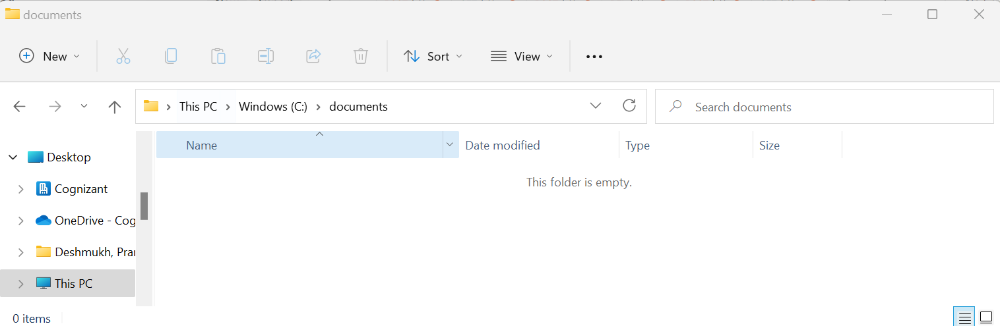 documents
New
Sort
View
This PC
Windows (C:)
documents
Search documents
Name
Date modified
Type
Size
This folder is empty.
Desktop
Cognizant
OneDrive - Cog
Deshmukh, Prar
This PC
0 items